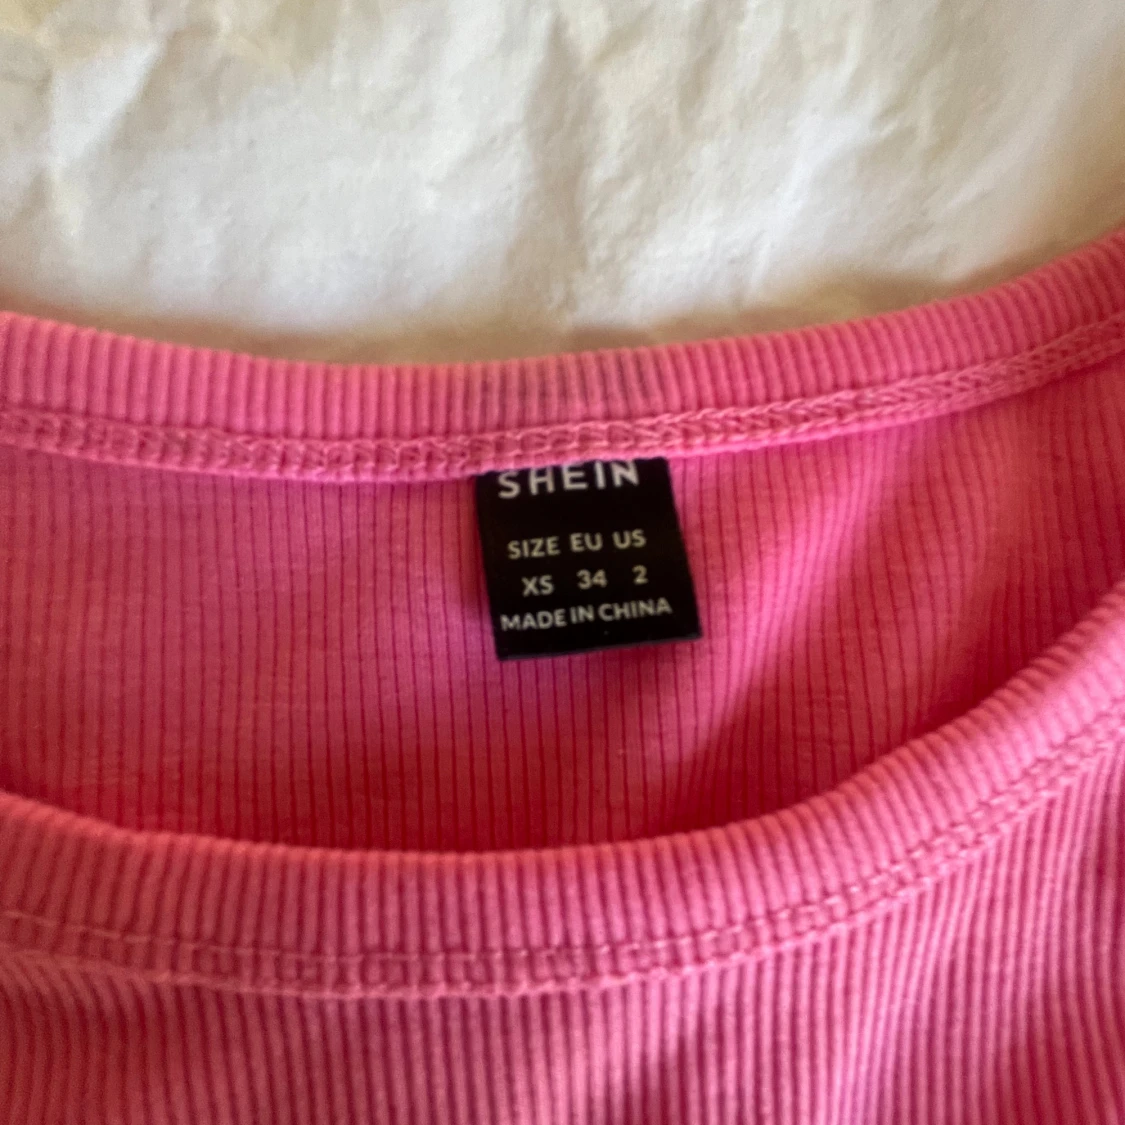 SHEIN
SIZE EU US
XS 34 2
MADE IN CHINA